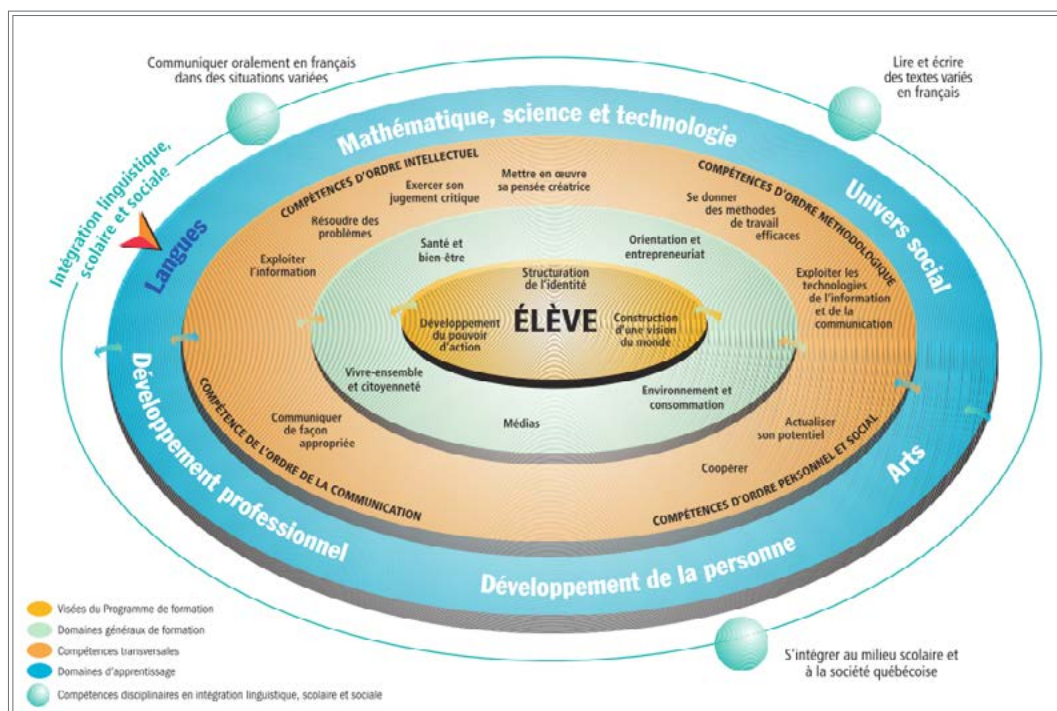 Communiquer oralement en français
dans des situations variées
Lire et écrire
des textes variés
en français
Intégration linguistique,
scolaire et sociale
Mathématique, science et technologie
Langues
Univers social
COMPÉTENCES D'ORDRE INTELLECTUEL
COMPÉTENCES D'ORDRE MÉTHODOLOGIQUE
Mettre en œuvre
sa pensée créatrice
Exercer son
jugement critique
Se donner
des méthodes
de travail
efficaces
Résoudre des
problèmes
Exploiter
l'information
Santé et
bien-être
Orientation et
entrepreneuriat
Exploiter les
technologies
de l'information
et de la
communication
Structuration
de l'identité
ÉLÈVE
Développement
du pouvoir
d'action
Construction
d'une vision
du monde
Vivre-ensemble
et citoyenneté
Environnement et
consommation
Médias
Communiquer
de façon
appropriée
Actualiser
son potentiel
Coopérer
COMPÉTENCE DE L'ORDRE DE LA COMMUNICATION
COMPÉTENCES D'ORDRE PERSONNEL ET SOCIAL
Arts
Développement professionnel
Développement de la personne
Visées du Programme de formation
Domaines généraux de formation
Compétences transversales
Domaines d'apprentissage
Compétences disciplinaires en intégration linguistique, scolaire et sociale
S'intégrer au milieu scolaire et
à la société québécoise